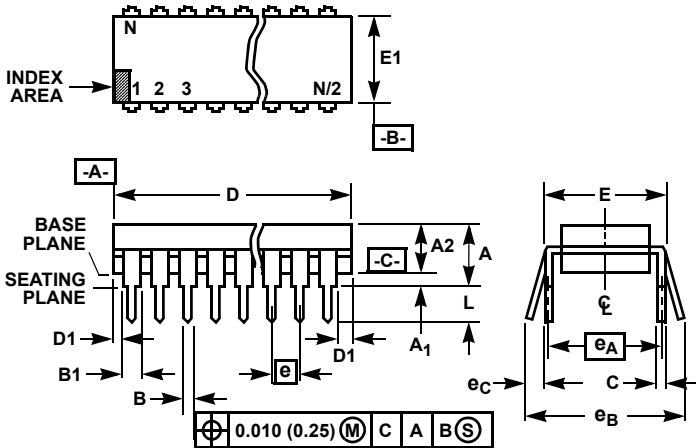 N
E1
INDEX
AREA
1 2 3 N/2
-B-
-A-
D
E
BASE
PLANE
A2
A
-C-
SEATING
PLANE
L
D1
A1
D1
B1
e
B
℄
eA
eC
C
eB
0.010 (0.25) Ⓜ C A B Ⓢ